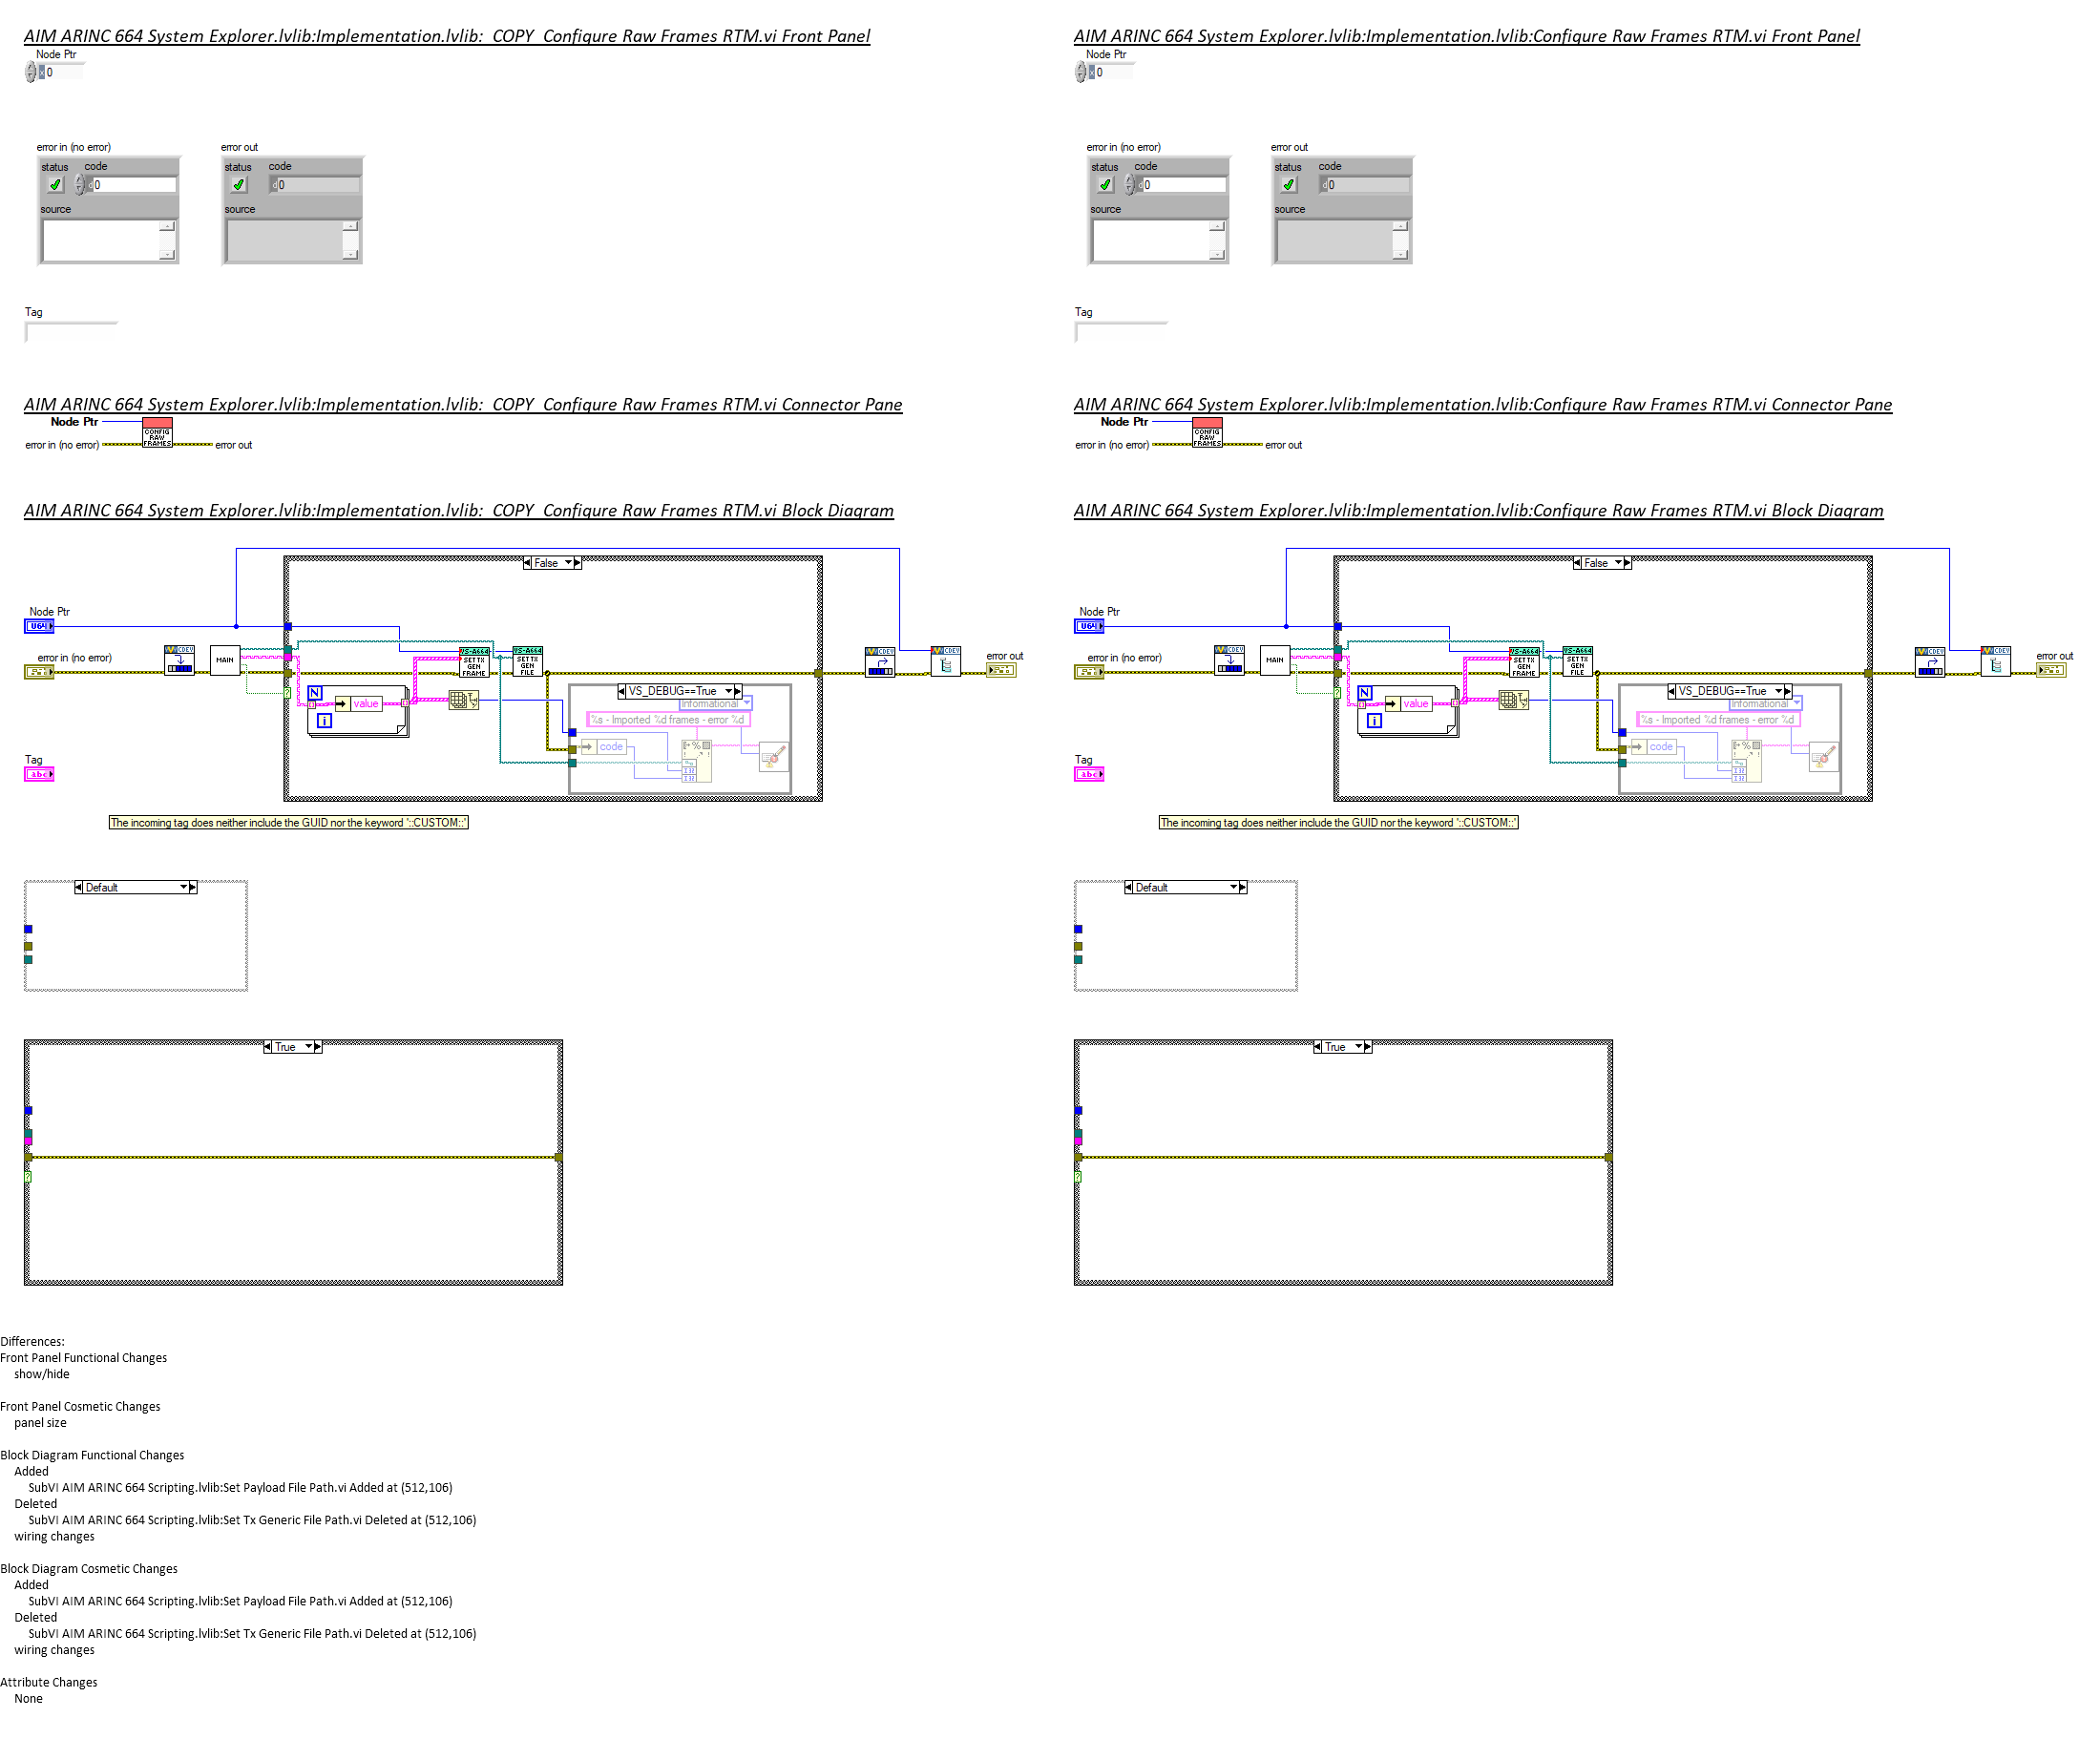 AIM ARINC 664 System Explorer.lvlib:Implementation.lvlib:_COPY_Configure Raw Frames RTM.vi Front Panel
Node Ptr
x 0
error in (no error)
error out
status code
d 0
status code
d 0
source
source
Tag
AIM ARINC 664 System Explorer.lvlib:Implementation.lvlib:_COPY_Configure Raw Frames RTM.vi Connector Pane
Node Ptr
CONFIG
RAW
FRAMES
error in (no error)
error out
AIM ARINC 664 System Explorer.lvlib:Implementation.lvlib:_COPY_Configure Raw Frames RTM.vi Block Diagram
False
Node Ptr
U64
error in (no error)
CDEV
MAIN
VS-A664
SET TX
GEN
FRAME
VS-A664
SET TX
GEN
FILE
CDEV
CDEV
error out
N
value
i
VS_DEBUG==True
Informational
%s - Imported %d frames - error %d
code
%
I32
I32
Tag
abc
The incoming tag does neither include the GUID nor the keyword '::CUSTOM::'
Default
True
?
Differences:
Front Panel Functional Changes
show/hide
Front Panel Cosmetic Changes
panel size
Block Diagram Functional Changes
Added
SubVI AIM ARINC 664 Scripting.lvlib:Set Payload File Path.vi Added at (512,106)
Deleted
SubVI AIM ARINC 664 Scripting.lvlib:Set Tx Generic File Path.vi Deleted at (512,106)
wiring changes
Block Diagram Cosmetic Changes
Added
SubVI AIM ARINC 664 Scripting.lvlib:Set Payload File Path.vi Added at (512,106)
Deleted
SubVI AIM ARINC 664 Scripting.lvlib:Set Tx Generic File Path.vi Deleted at (512,106)
wiring changes
Attribute Changes
None
AIM ARINC 664 System Explorer.lvlib:Implementation.lvlib:Configure Raw Frames RTM.vi Front Panel
Node Ptr
x 0
error in (no error)
error out
status code
d 0
status code
d 0
source
source
Tag
AIM ARINC 664 System Explorer.lvlib:Implementation.lvlib:Configure Raw Frames RTM.vi Connector Pane
Node Ptr
CONFIG
RAW
FRAMES
error in (no error)
error out
AIM ARINC 664 System Explorer.lvlib:Implementation.lvlib:Configure Raw Frames RTM.vi Block Diagram
False
Node Ptr
U64
error in (no error)
CDEV
MAIN
VS-A664
SET TX
GEN
FRAME
VS-A664
SET TX
GEN
FILE
CDEV
CDEV
error out
N
value
i
VS_DEBUG==True
Informational
%s - Imported %d frames - error %d
code
%
I32
I32
Tag
abc
The incoming tag does neither include the GUID nor the keyword '::CUSTOM::'
Default
True
?